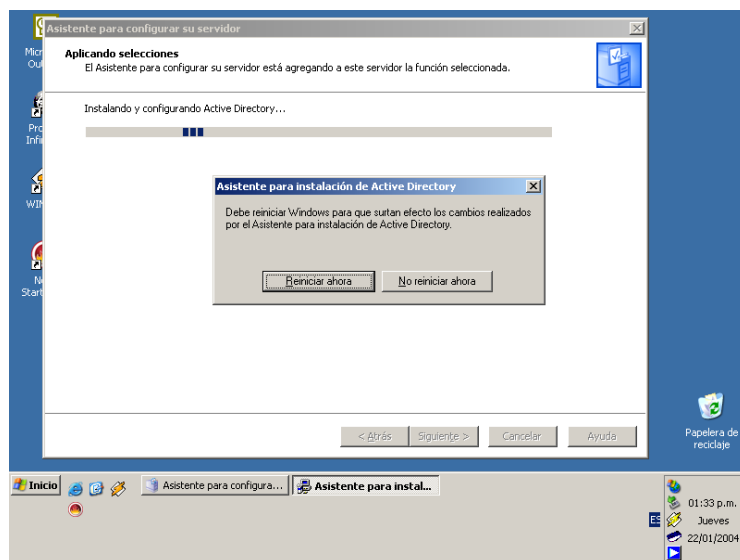 Asistente para configurar su servidor
Aplicando selecciones
El Asistente para configurar su servidor está agregando a este servidor la función seleccionada.
Instalando y configurando Active Directory...
Asistente para instalación de Active Directory
Debe reiniciar Windows para que surtan efecto los cambios realizados
por el Asistente para instalación de Active Directory.
Reiniciar ahora
No reiniciar ahora
< Atrás
Siguiente >
Cancelar
Ayuda
Papelera de
reciclaje
Inicio
Asistente para configura...
Asistente para instal...
ES
01:33 p.m.
Jueves
22/01/2004